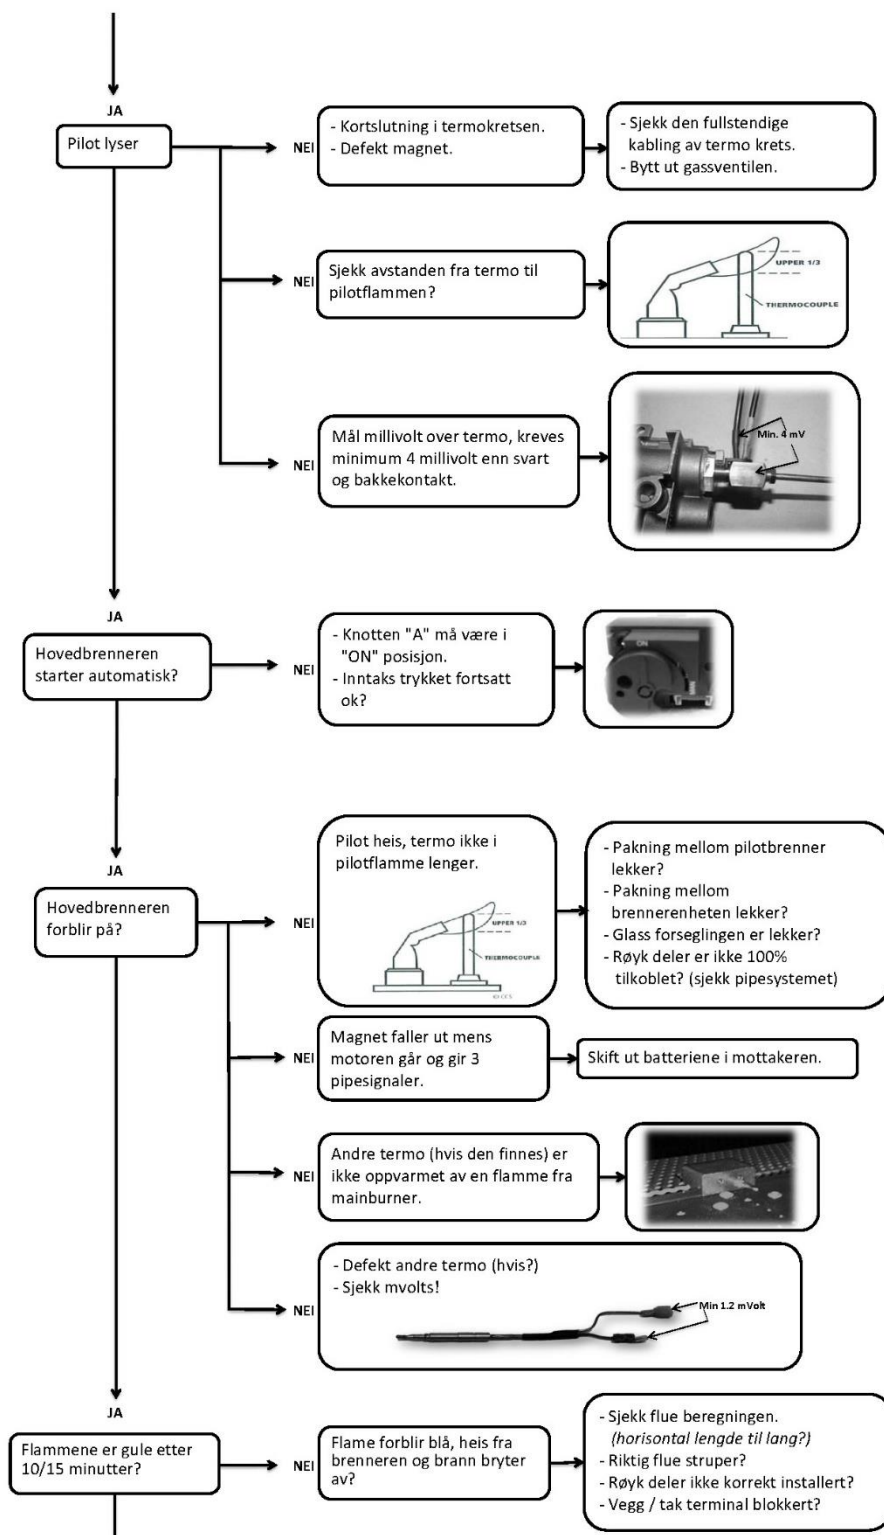 JA
Pilot lyser
NEI
- Kortslutning i termokretsen.
- Defekt magnet.
- Sjekk den fullstendige
kabling av termo krets.
- Bytt ut gassventilen.
NEI
Sjekk avstanden fra termo til
pilotflammen?
UPPER 1/3
THERMOCOUPLE
NEI
Mål millivolt over termo, kreves
minimum 4 millivolt enn svart
og bakkekontakt.
Min. 4 mV
JA
Hovedbrenneren
starter automatisk?
NEI
- Knotten "A" må være i
"ON" posisjon.
- Inntaks trykket fortsatt
ok?
ON
JA
Hovedbrenneren
forblir på?
NEI
Pilot heis, termo ikke i
pilotflamme lenger.
UPPER 1/3
THERMOCOUPLE
- Pakning mellom pilotbrenner
lekker?
- Pakning mellom
brennerenheten lekker?
- Glass forseglingen er lekker?
- Røyk deler er ikke 100%
tilkoblet? (sjekk pipesystemet)
NEI
Magnet faller ut mens
motoren går og gir 3
pipesignaler.
Skift ut batteriene i mottakeren.
NEI
Andre termo (hvis den finnes) er
ikke oppvarmet av en flamme fra
mainburner.
NEI
- Defekt andre termo (hvis?)
- Sjekk mvolts!
Min 1.2 mVolt
JA
Flammene er gule etter
10/15 minutter?
NEI
Flame forblir blå, heis fra
brenneren og brann bryter
av?
- Sjekk flue beregningen.
(horisontal lengde til lang?)
- Riktig flue struper?
- Røyk deler ikke korrekt installert?
- Vegg / tak terminal blokkert?